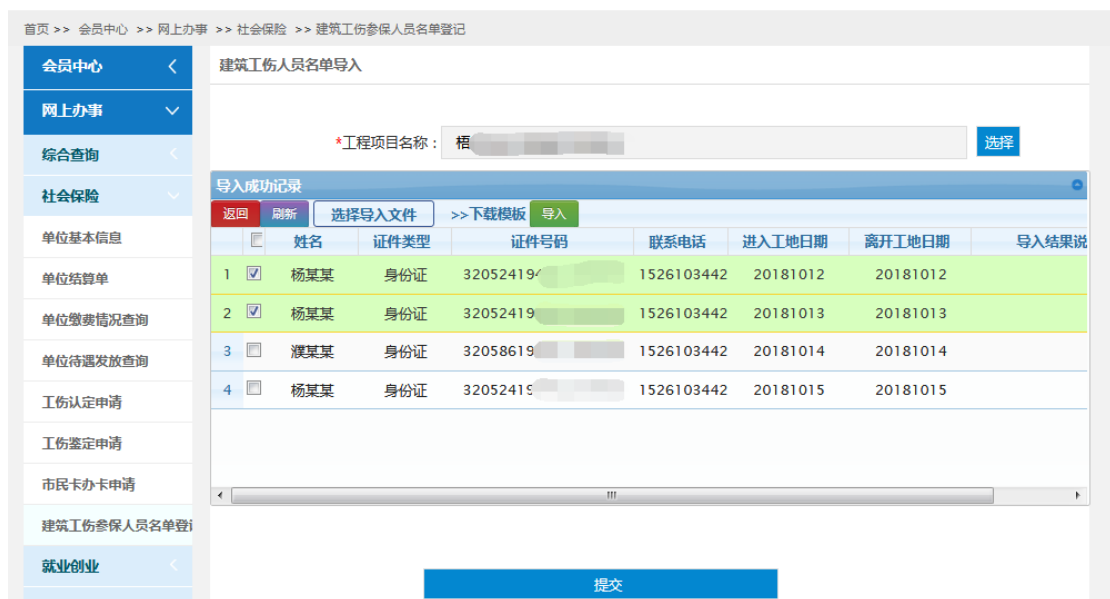 首页 >> 会员中心 >> 网上办事 >> 社会保险 >> 建筑工伤参保人员名单登记
会员中心
网上办事
综合查询
社会保险
单位基本信息
单位结算单
单位缴费情况查询
单位待遇发放查询
工伤认定申请
工伤鉴定申请
市民卡办卡申请
建筑工伤参保人员名单登
就业创业
建筑工伤人员名单导入
*工程项目名称： 梧 选择
导入成功记录
返回 刷新 选择导入文件 >>下载模板 导入
姓名 证件类型 证件号码 联系电话 进入工地日期 离开工地日期 导入结果说
1 杨某某 身份证 32052419 1526103442 20181012 20181012
2 杨某某 身份证 32052419 1526103442 20181013 20181013
3 濮某某 身份证 32058619 1526103442 20181014 20181014
4 杨某某 身份证 3205241 1526103442 20181015 20181015
提交